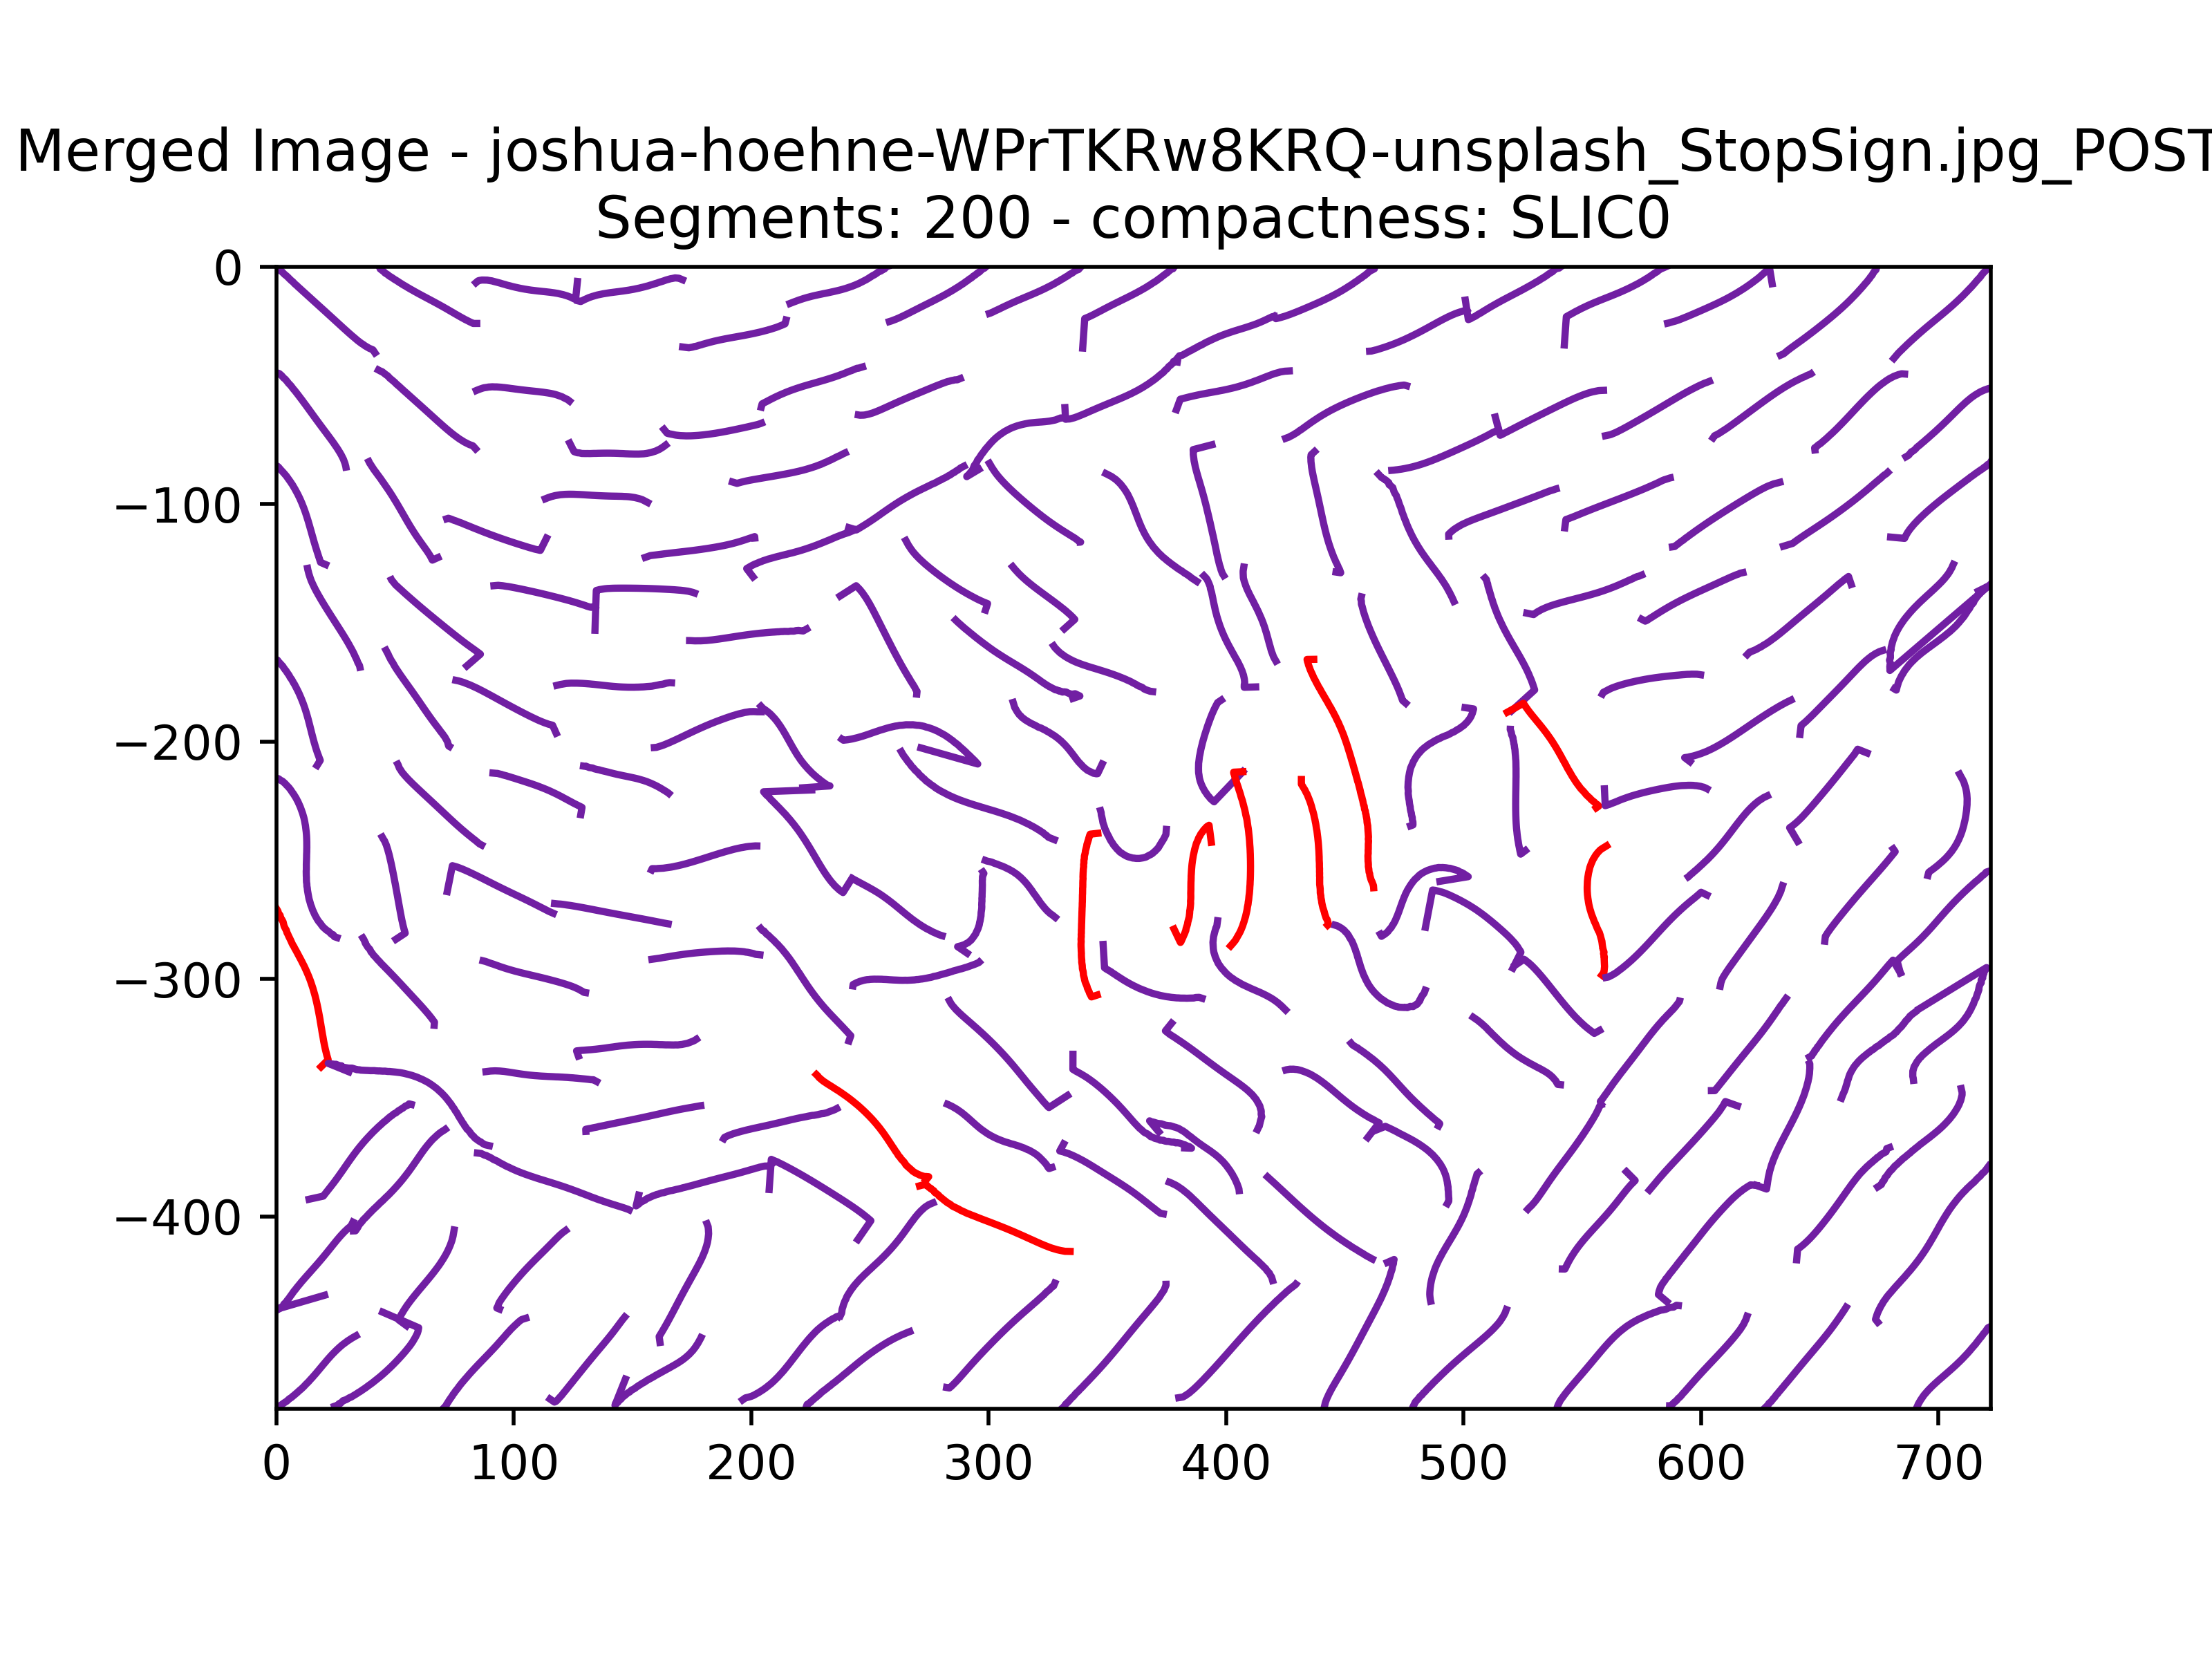 Merged Image - joshua-hoehne-WPrTKRw8KRQ-unsplash_StopSign.jpg_POST
Segments: 200 - compactness: SLIC0
0
−100
−200
−300
−400
0 100 200 300 400 500 600 700